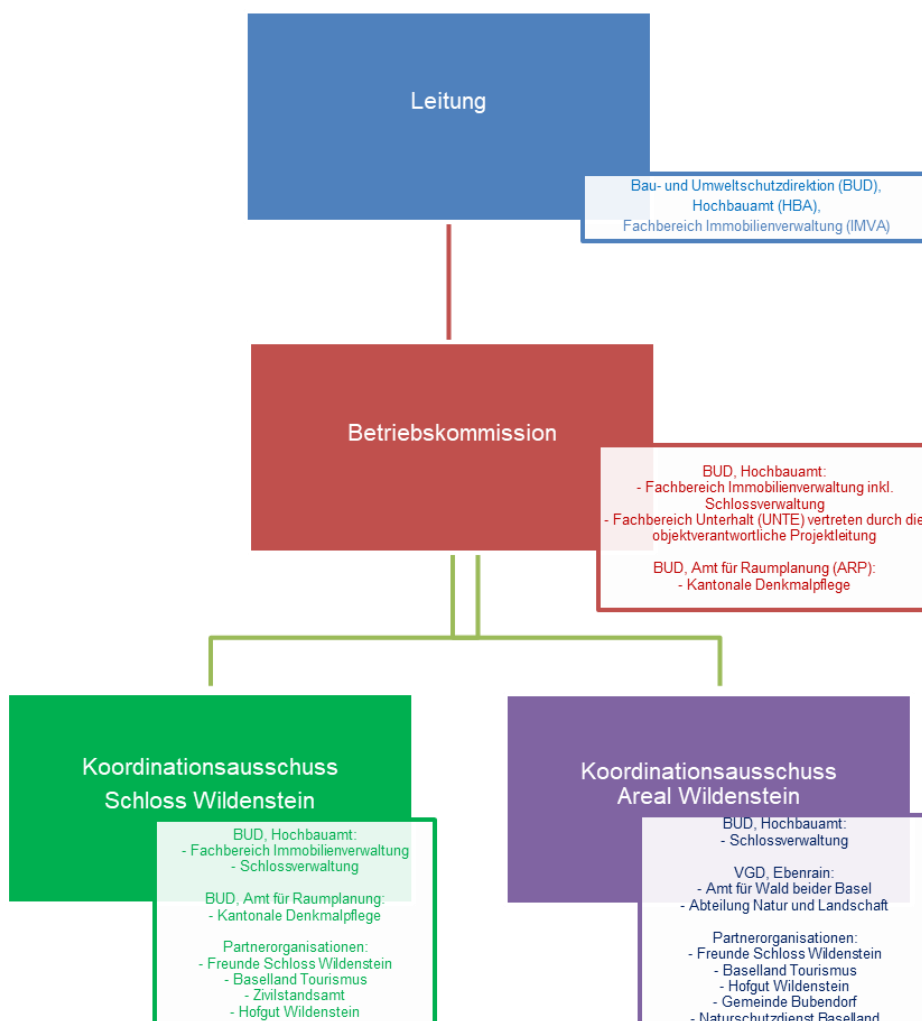 Leitung
Bau- und Umweltschutzdirektion (BUD),
Hochbauamt (HBA),
Fachbereich Immobilienverwaltung (IMVA)
Betriebskommission
BUD, Hochbauamt:
- Fachbereich Immobilienverwaltung inkl.
Schlossverwaltung
- Fachbereich Unterhalt (UNTE) vertreten durch die
objektverantwortliche Projektleitung
BUD, Amt für Raumplanung (ARP):
- Kantonale Denkmalpflege
Koordinationsausschuss
Schloss Wildenstein
BUD, Hochbauamt:
- Fachbereich Immobilienverwaltung
- Schlossverwaltung
BUD, Amt für Raumplanung:
- Kantonale Denkmalpflege
Partnerorganisationen:
- Freunde Schloss Wildenstein
- Baselland Tourismus
- Zivilstandsamt
- Hofgut Wildenstein
Koordinationsausschuss
Areal Wildenstein
BUD, Hochbauamt:
- Schlossverwaltung
VGD, Ebenrain:
- Amt für Wald beider Basel
- Abteilung Natur und Landschaft
Partnerorganisationen:
- Freunde Schloss Wildenstein
- Baselland Tourismus
- Hofgut Wildenstein
- Gemeinde Bubendorf
- Naturschutzdienst Baselland